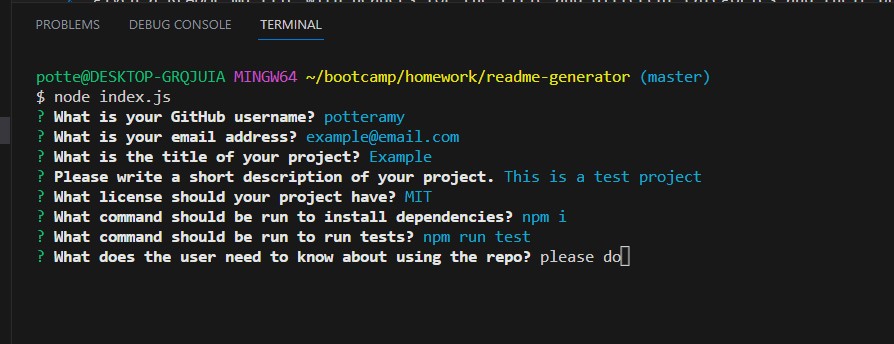 PROBLEMS DEBUG CONSOLE TERMINAL
potte@DESKTOP-GRQJUIA MINGW64 ~/bootcamp/homework/readme-generator (master)
$ node index.js
? What is your GitHub username? potteramy
? What is your email address? example@email.com
? What is the title of your project? Example
? Please write a short description of your project. This is a test project
? What license should your project have? MIT
? What command should be run to install dependencies? npm i
? What command should be run to run tests? npm run test
? What does the user need to know about using the repo? please do